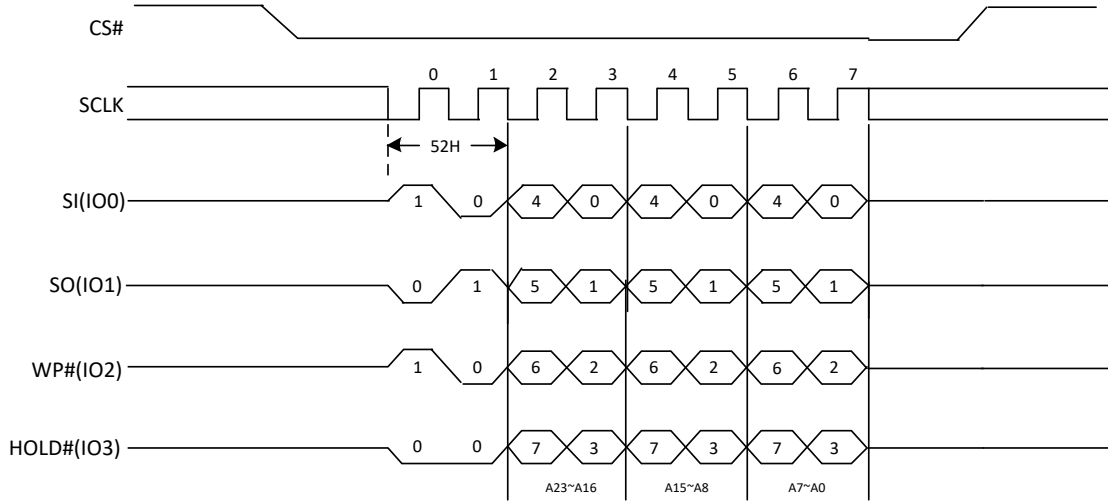 CS#
0 1 2 3 4 5 6 7
SCLK
52H
SI(IO0) 1 0 4 0 4 0 4 0
SO(IO1) 0 1 5 1 5 1 5 1
WP#(IO2) 1 0 6 2 6 2 6 2
HOLD#(IO3) 0 0 7 3 7 3 7 3
A23~A16 A15~A8 A7~A0